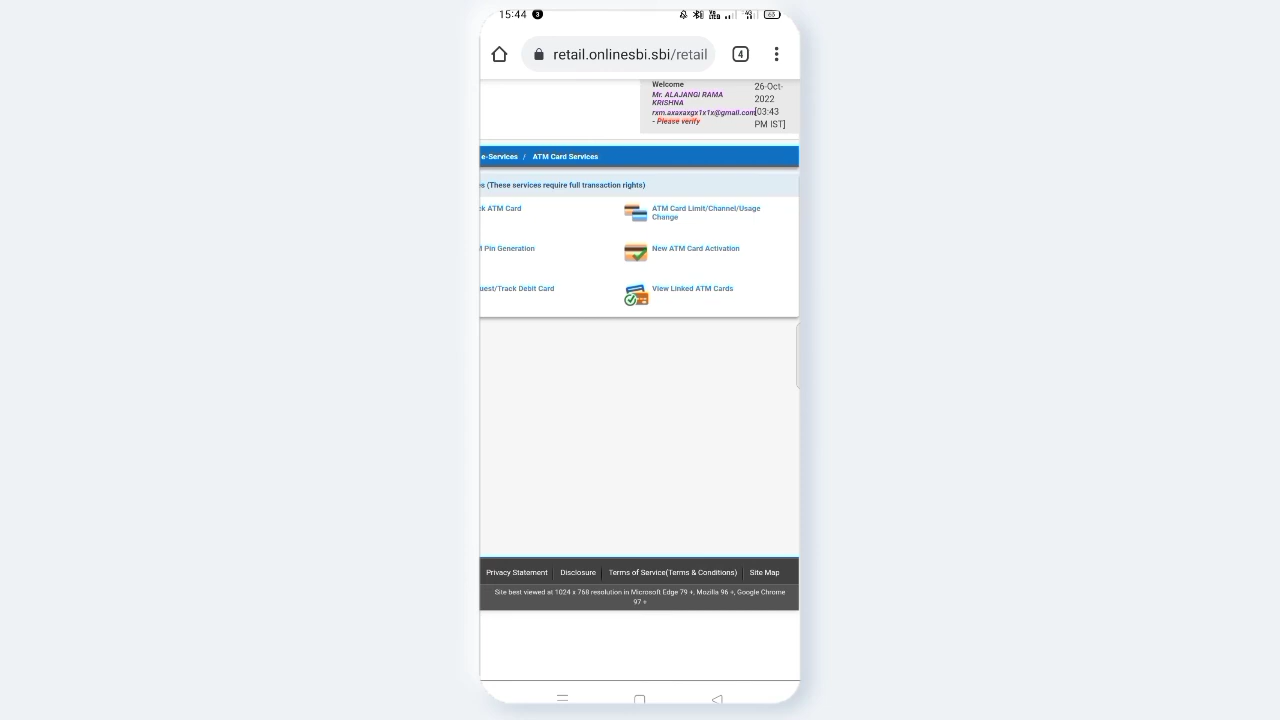 15:44 3
65
retail.onlinesbi.sbi/retail
4
Welcome
Mr. ALAJANGI RAMA
KRISHNA
rxm.axaxaxgx1x1x@gmail.com
- Please verify
26-Oct-
2022
[03:43
PM IST]
e-Services / ATM Card Services
s (These services require full transaction rights)
ck ATM Card
ATM Card Limit/Channel/Usage
Change
M Pin Generation
New ATM Card Activation
uest/Track Debit Card
View Linked ATM Cards
Privacy Statement
Disclosure
Terms of Service(Terms & Conditions)
Site Map
Site best viewed at 1024 x 768 resolution in Microsoft Edge 79 +, Mozilla 96 +, Google Chrome
97 +